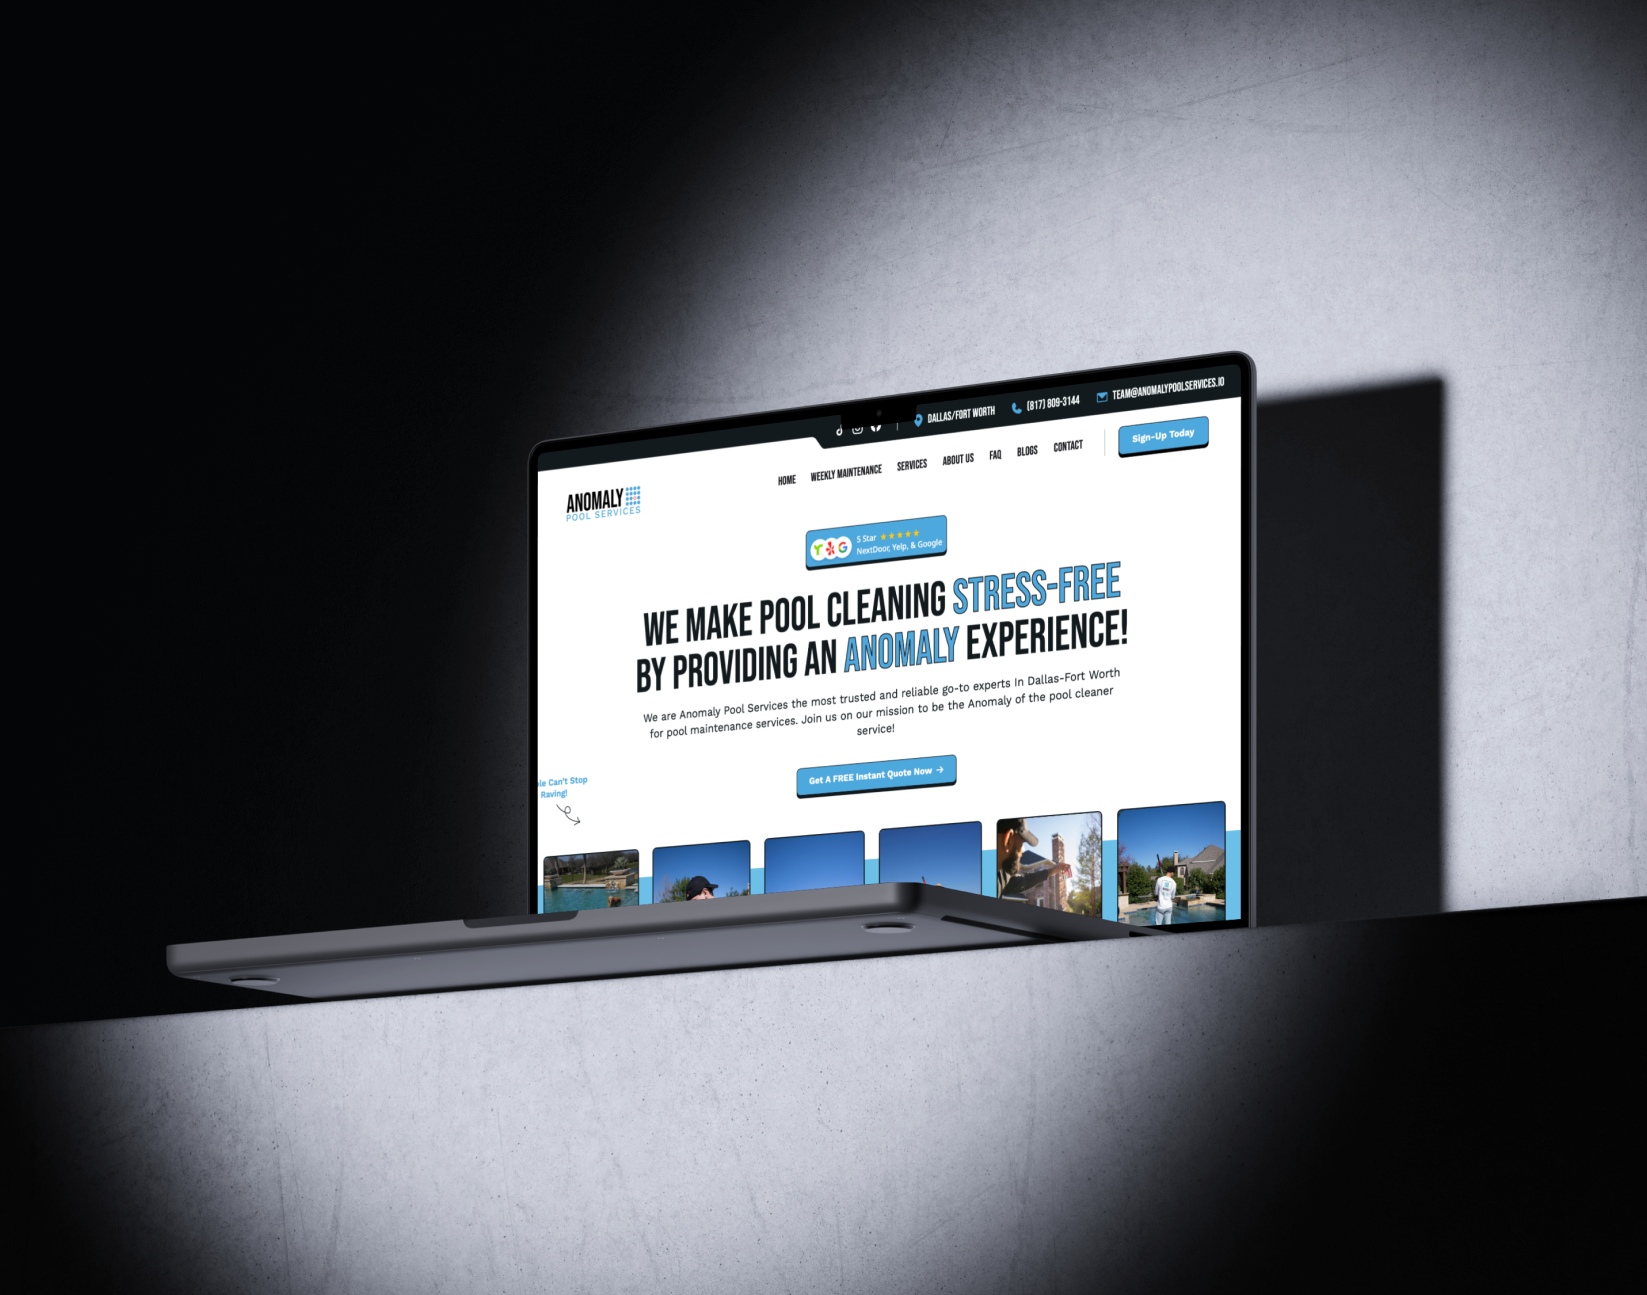 DALLAS/FORT WORTH
(817) 809-3144
TEAM@ANOMALYPOOLSERVICES.IO
HOME
WEEKLY MAINTENANCE
SERVICES
ABOUT US
FAQ
BLOGS
CONTACT
Sign-Up Today
ANOMALY
POOL SERVICES
5 Star
NextDoor, Yelp, & Google
WE MAKE POOL CLEANING STRESS-FREE
BY PROVIDING AN ANOMALY EXPERIENCE!
We are Anomaly Pool Services the most trusted and reliable go-to experts In Dallas-Fort Worth
for pool maintenance services. Join us on our mission to be the Anomaly of the pool cleaner
service!
Get A FREE Instant Quote Now →
Can't Stop
Raving!